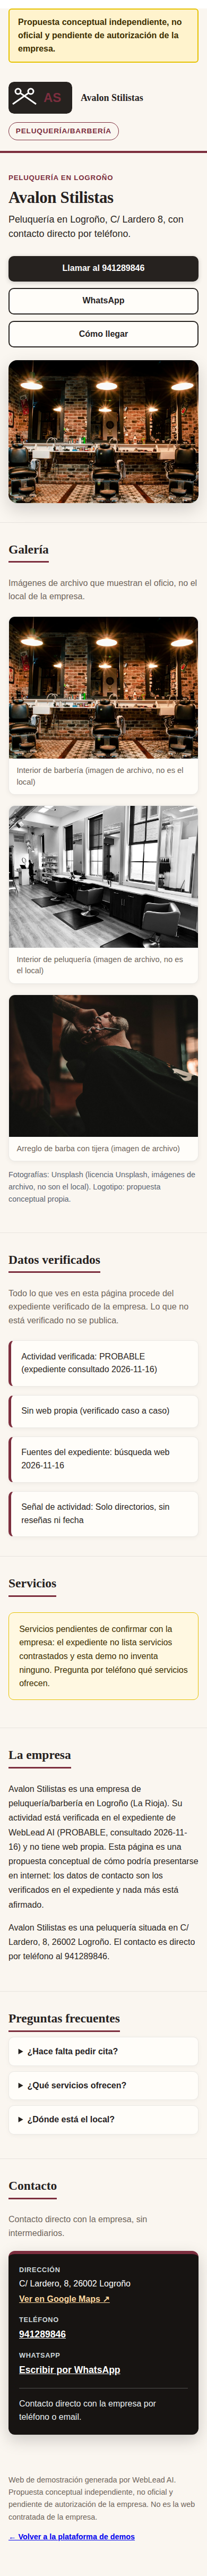 Propuesta conceptual independiente, no
oficial y pendiente de autorización de la
empresa.
AS
Avalon Stilistas
PELUQUERÍA/BARBERÍA
PELUQUERÍA EN LOGROÑO
Avalon Stilistas
Peluquería en Logroño, C/ Lardero 8, con
contacto directo por teléfono.
Llamar al 941289846
WhatsApp
Cómo llegar
Galería
Imágenes de archivo que muestran el oficio, no el
local de la empresa.
Interior de barbería (imagen de archivo, no es el
local)
Interior de peluquería (imagen de archivo, no es
el local)
Arreglo de barba con tijera (imagen de archivo)
Fotografías: Unsplash (licencia Unsplash, imágenes de
archivo, no son el local). Logotipo: propuesta
conceptual propia.
Datos verificados
Todo lo que ves en esta página procede del
expediente verificado de la empresa. Lo que no
está verificado no se publica.
Actividad verificada: PROBABLE
(expediente consultado 2026-11-16)
Sin web propia (verificado caso a caso)
Fuentes del expediente: búsqueda web
2026-11-16
Señal de actividad: Solo directorios, sin
reseñas ni fecha
Servicios
Servicios pendientes de confirmar con la
empresa: el expediente no lista servicios
contrastados y esta demo no inventa
ninguno. Pregunta por teléfono qué servicios
ofrecen.
La empresa
Avalon Stilistas es una empresa de
peluquería/barbería en Logroño (La Rioja). Su
actividad está verificada en el expediente de
WebLead AI (PROBABLE, consultado 2026-11-
16) y no tiene web propia. Esta página es una
propuesta conceptual de cómo podría presentarse
en internet: los datos de contacto son los
verificados en el expediente y nada más está
afirmado.
Avalon Stilistas es una peluquería situada en C/
Lardero, 8, 26002 Logroño. El contacto es directo
por teléfono al 941289846.
Preguntas frecuentes
¿Hace falta pedir cita?
¿Qué servicios ofrecen?
¿Dónde está el local?
Contacto
Contacto directo con la empresa, sin
intermediarios.
DIRECCIÓN
C/ Lardero, 8, 26002 Logroño
Ver en Google Maps ↗
TELÉFONO
941289846
WHATSAPP
Escribir por WhatsApp
Contacto directo con la empresa por
teléfono o email.
Web de demostración generada por WebLead AI.
Propuesta conceptual independiente, no oficial y
pendiente de autorización de la empresa. No es la web
contratada de la empresa.
← Volver a la plataforma de demos